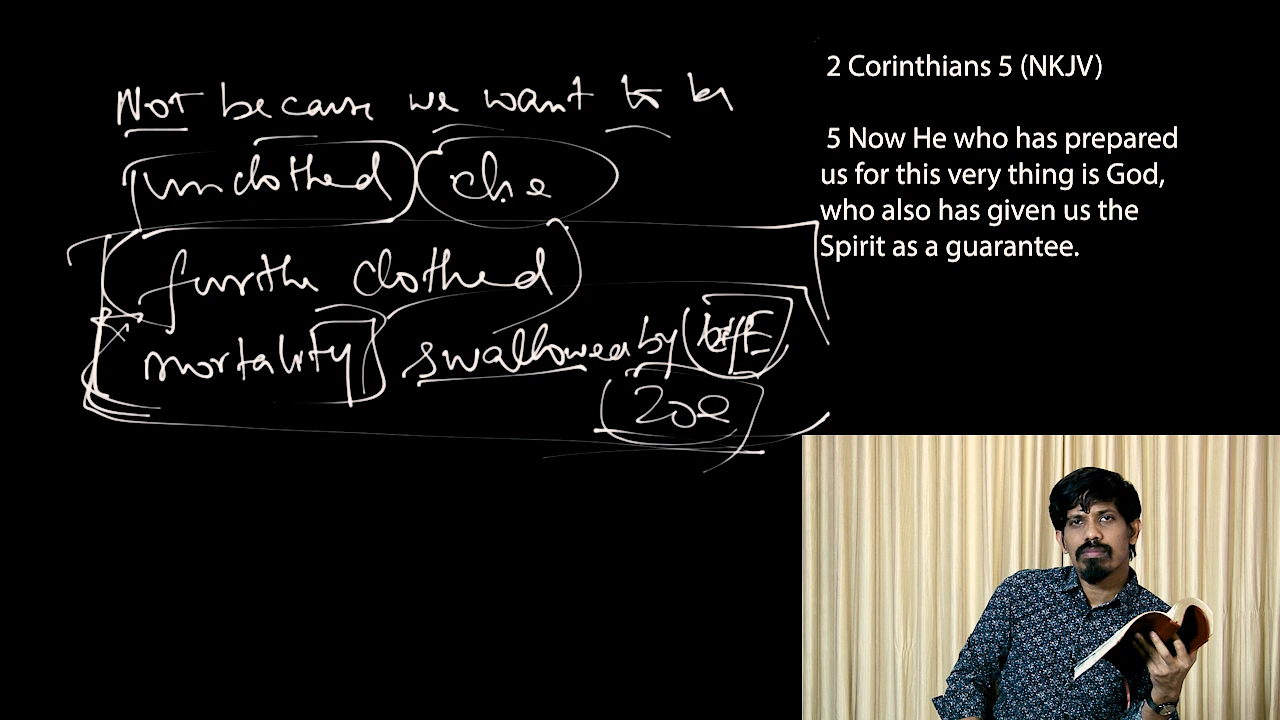 Not because we want to be
unclothed die
furthe clothed
mortality swallowed by life
zoe
2 Corinthians 5 (NKJV)
5 Now He who has prepared
us for this very thing is God,
who also has given us the
Spirit as a guarantee.